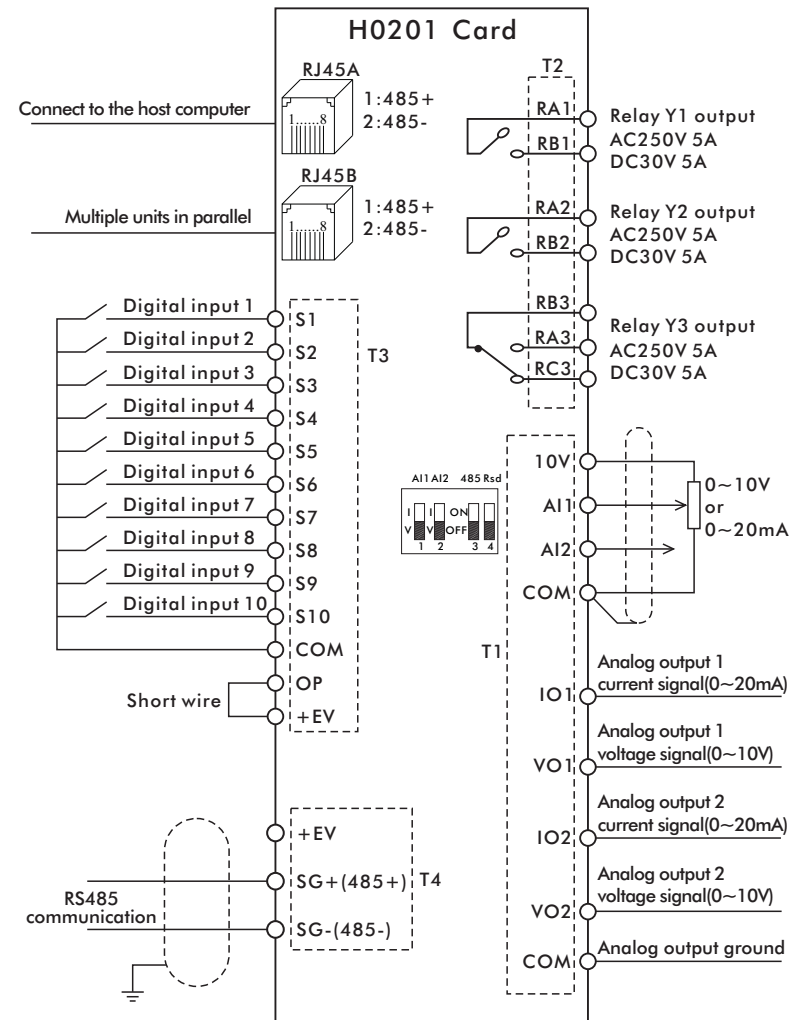 H0201 Card
RJ45A
1:485+
2:485-
1......8
Connect to the host computer
RJ45B
1:485+
2:485-
1......8
Multiple units in parallel
T2
RA1
RB1
Relay Y1 output
AC250V 5A
DC30V 5A
RA2
RB2
Relay Y2 output
AC250V 5A
DC30V 5A
RB3
RA3
RC3
Relay Y3 output
AC250V 5A
DC30V 5A
Digital input 1
S1
Digital input 2
S2
Digital input 3
S3
Digital input 4
S4
Digital input 5
S5
Digital input 6
S6
Digital input 7
S7
Digital input 8
S8
Digital input 9
S9
Digital input 10
S10
COM
T3
Short wire
OP
+EV
AI1 AI2 485 Rsd
I I ON
V V OFF
1 2 3 4
10V
AI1
AI2
COM
0~10V
or
0~20mA
T1
Analog output 1
current signal(0~20mA)
IO1
Analog output 1
voltage signal(0~10V)
VO1
Analog output 2
current signal(0~20mA)
IO2
Analog output 2
voltage signal(0~10V)
VO2
Analog output ground
COM
+EV
SG+(485+)
T4
SG-(485-)
RS485
communication